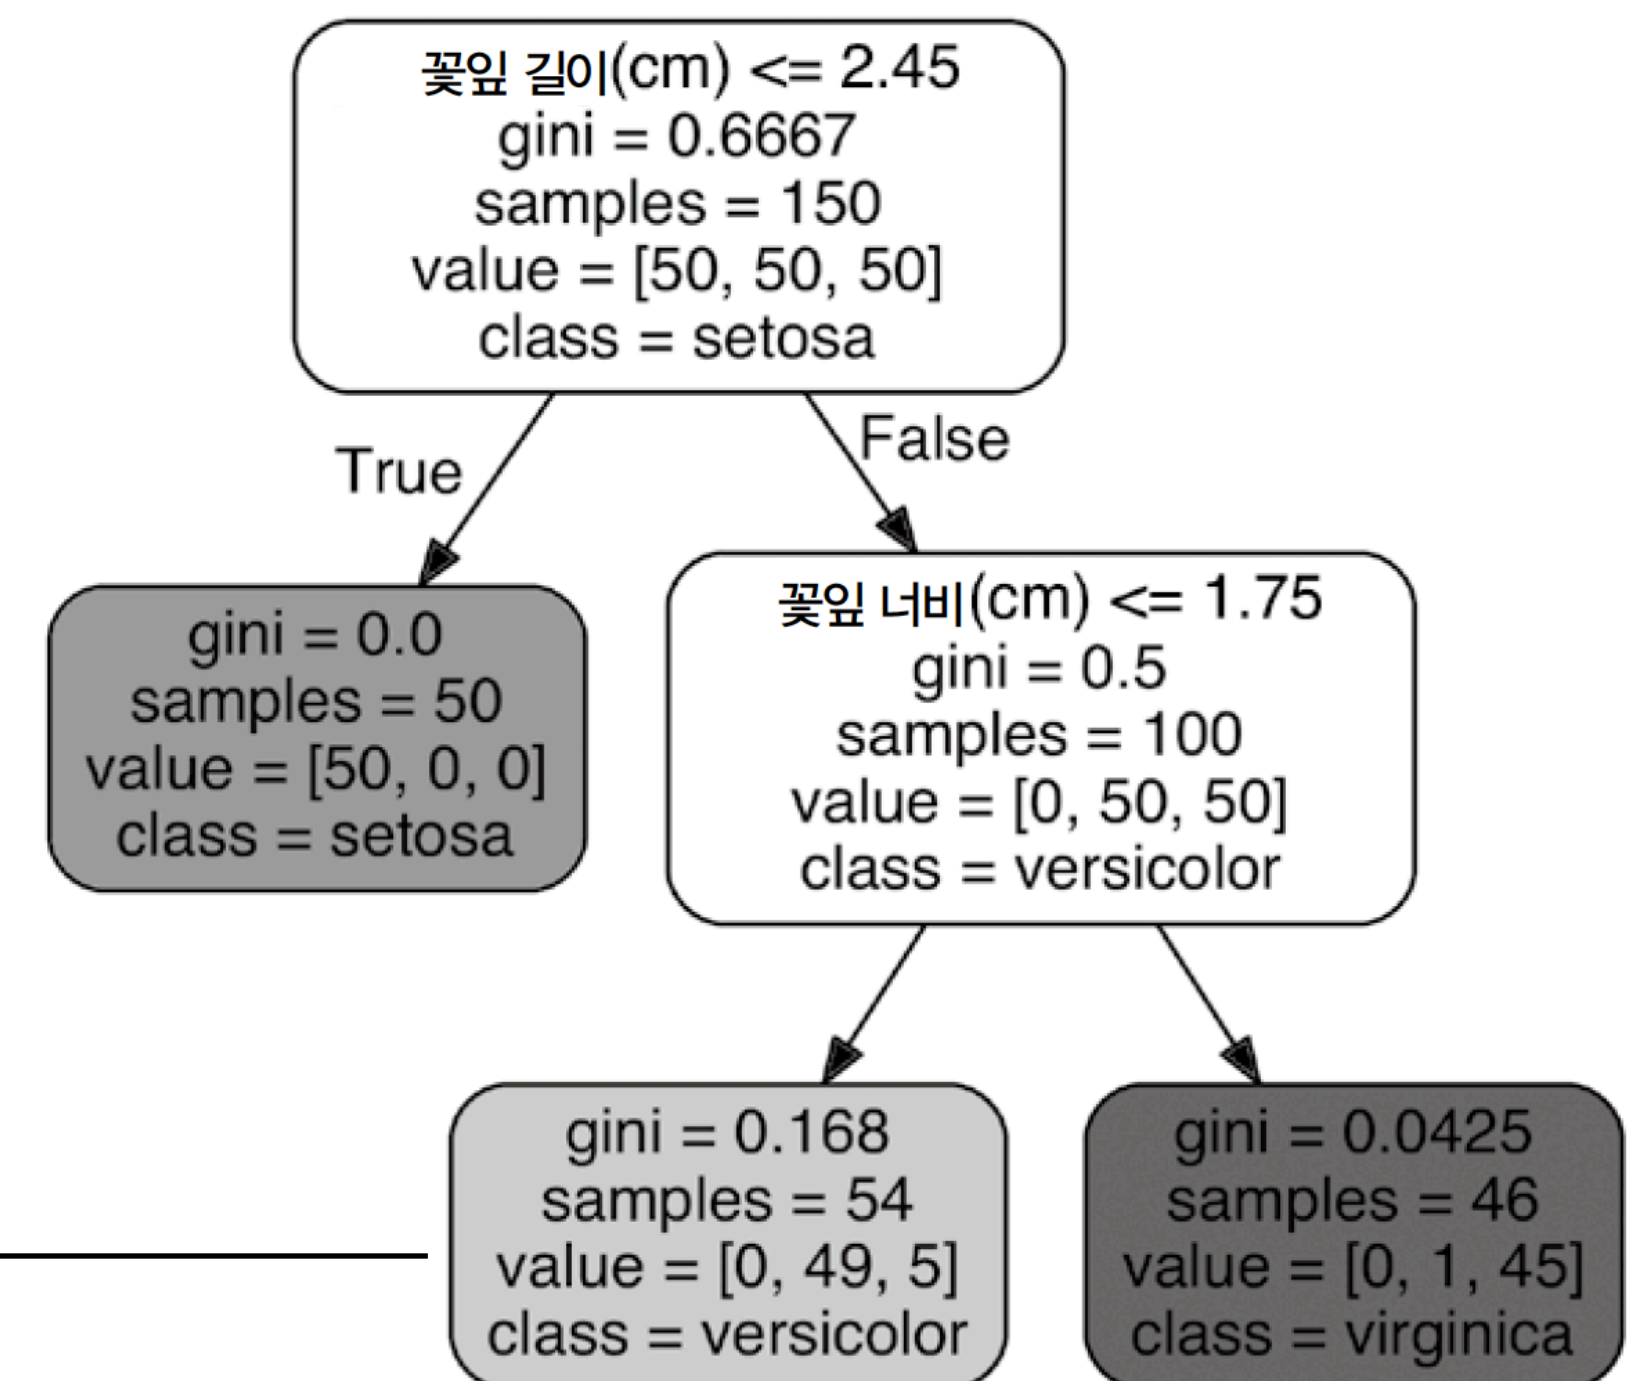 꽃잎 길이(cm) <= 2.45
gini = 0.6667
samples = 150
value = [50, 50, 50]
class = setosa
True
False
gini = 0.0
samples = 50
value = [50, 0, 0]
class = setosa
꽃잎 너비(cm) <= 1.75
gini = 0.5
samples = 100
value = [0, 50, 50]
class = versicolor
gini = 0.168
samples = 54
value = [0, 49, 5]
class = versicolor
gini = 0.0425
samples = 46
value = [0, 1, 45]
class = virginica